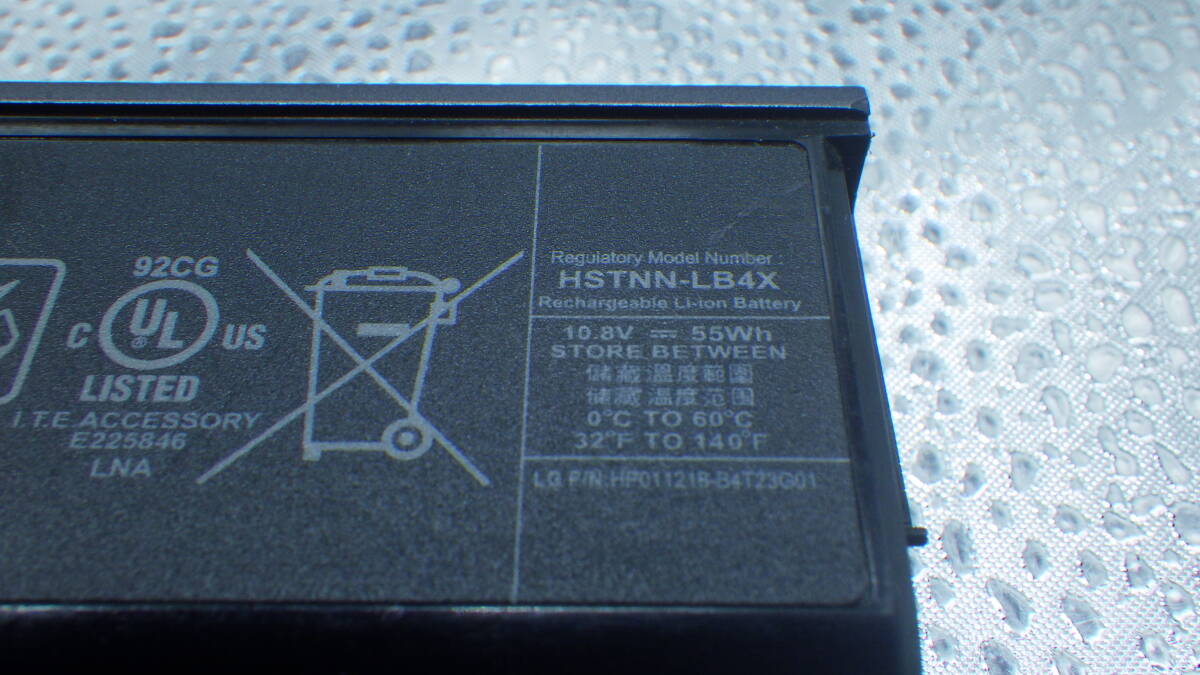 92CG
C UL US
LISTED
I.T.E. ACCESSORY
E225846
LNA
Regulatory Model Number :
HSTNN-LB4X
Rechargeable Li-ion Battery
10.8V ⎓ 55Wh
STORE BETWEEN
儲藏溫度範圍
储藏温度范围
0°C TO 60°C
32°F TO 140°F
LG P/N:HP011218-B4T23G01